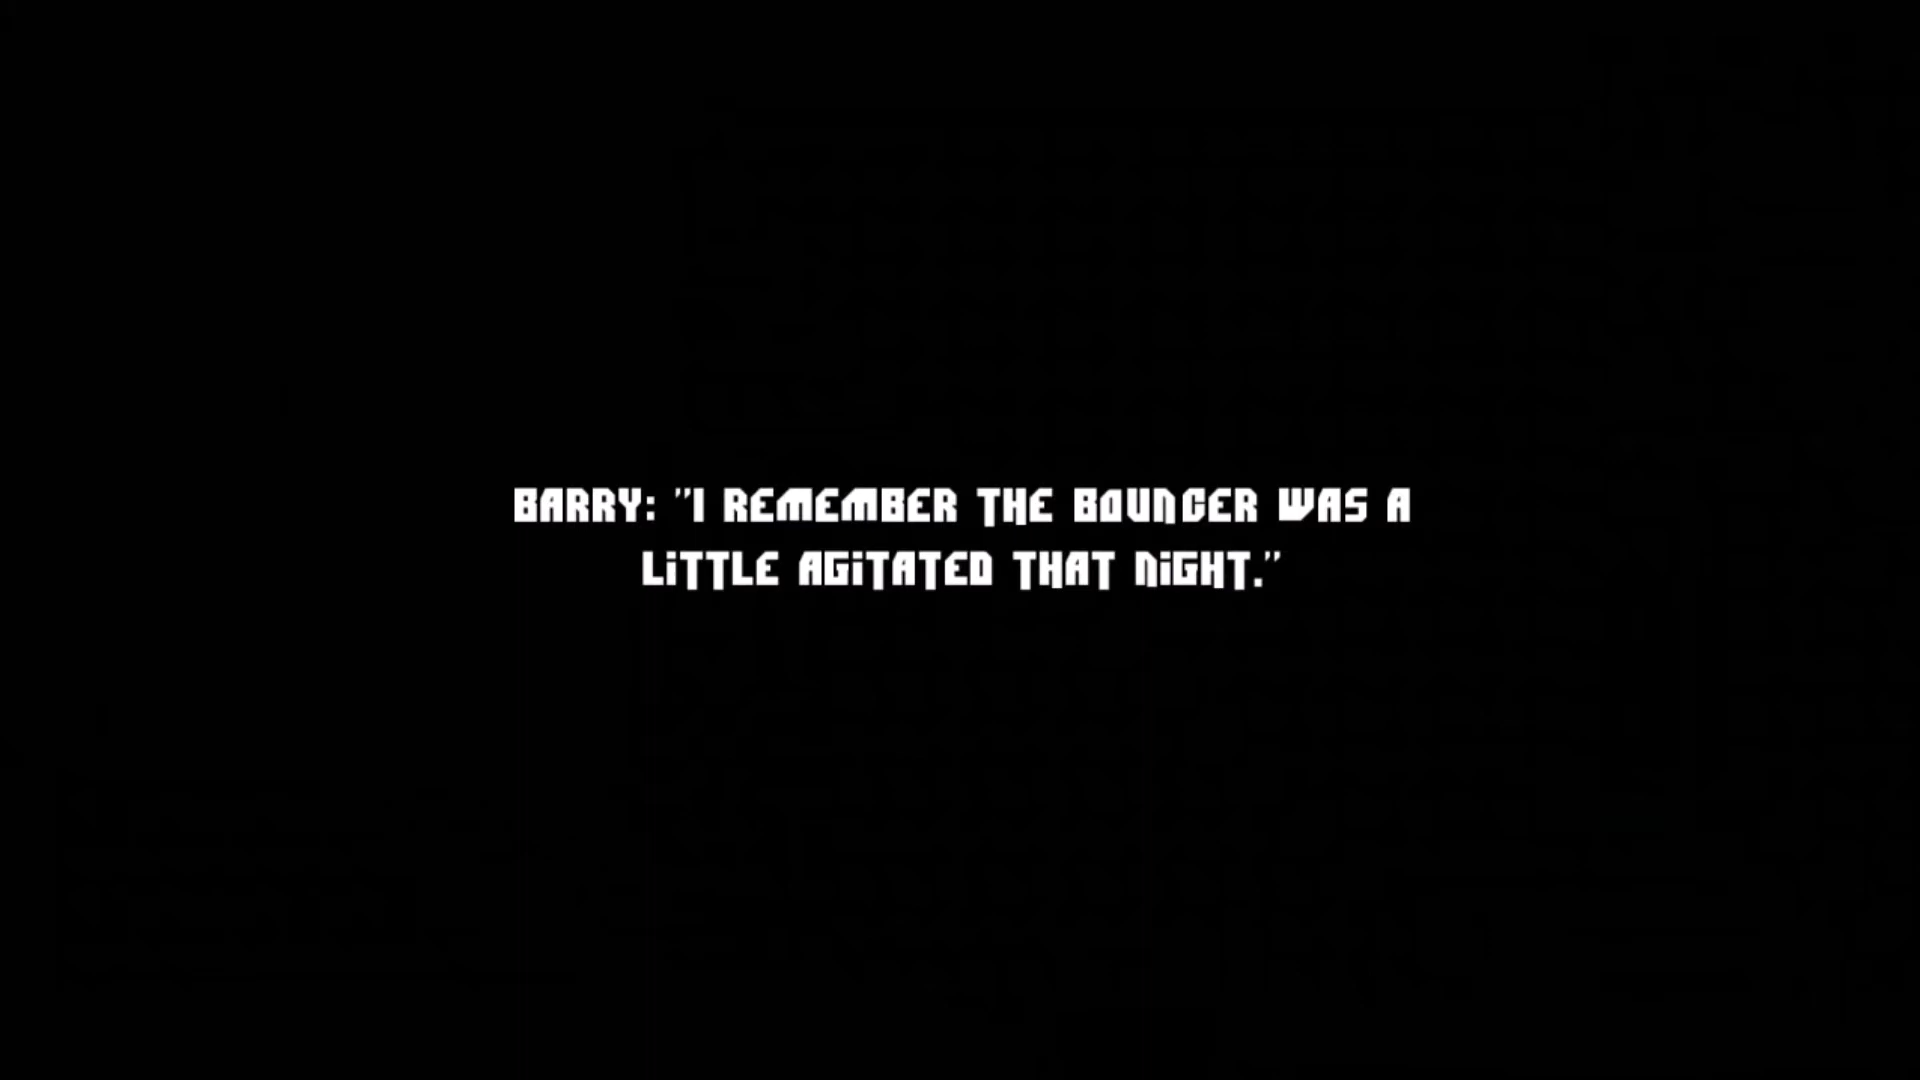 BARRY: "I REMEMBER THE BOUNCER WAS A
LiTTLE AGiTATED THAT NiGHT."